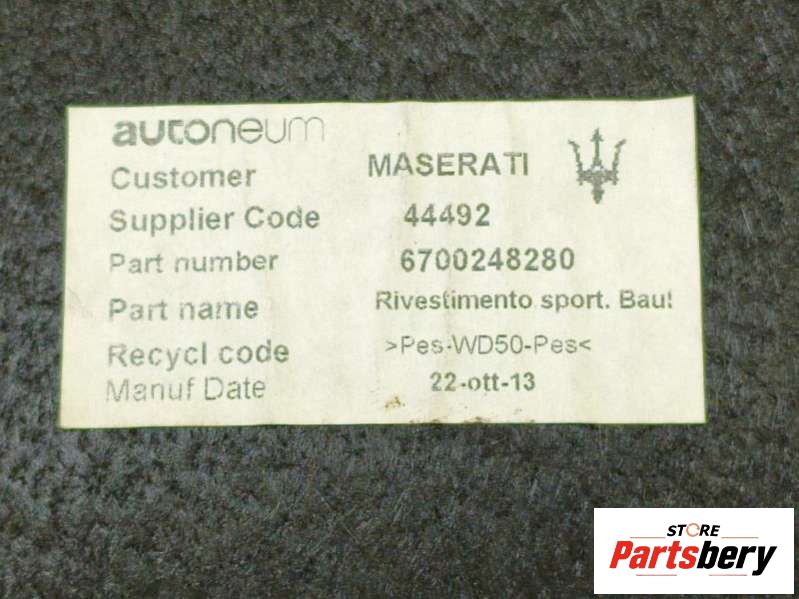 autoneum
Customer MASERATI
Supplier Code 44492
Part number 6700248280
Part name Rivestimento sport. Baul
Recycl code >Pes-WD50-Pes<
Manuf Date 22-ott-13
STORE
Partsbery